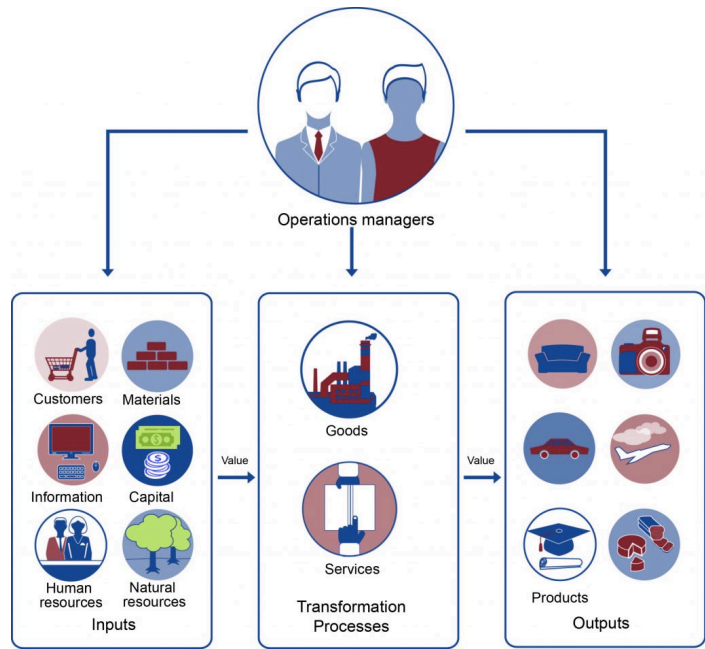 Operations managers
Customers
Materials
Information
Capital
Human
resources
Natural
resources
Inputs
Value
Goods
Services
Transformation
Processes
Value
Products
Outputs